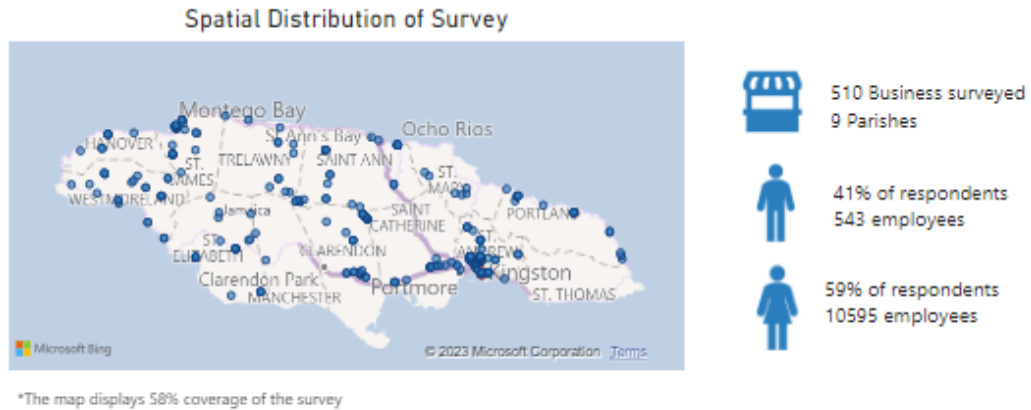 Spatial Distribution of Survey
Montego Bay
Ocho Rios
HANOVER
St Ann's Bay
TRELAWNY
SAINT ANN
ST.
JAMES
ST.
MARY
WESTMORELAND
Jamaica
SAINT
CATHERINE
PORTLAND
ST.
ELIZABETH
CLARENDON
ST.
ANDREW
Kingston
Clarendon Park
Portmore
MANCHESTER
ST. THOMAS
Microsoft Bing
© 2023 Microsoft Corporation Terms
*The map displays 58% coverage of the survey
510 Business surveyed
9 Parishes
41% of respondents
543 employees
59% of respondents
10595 employees